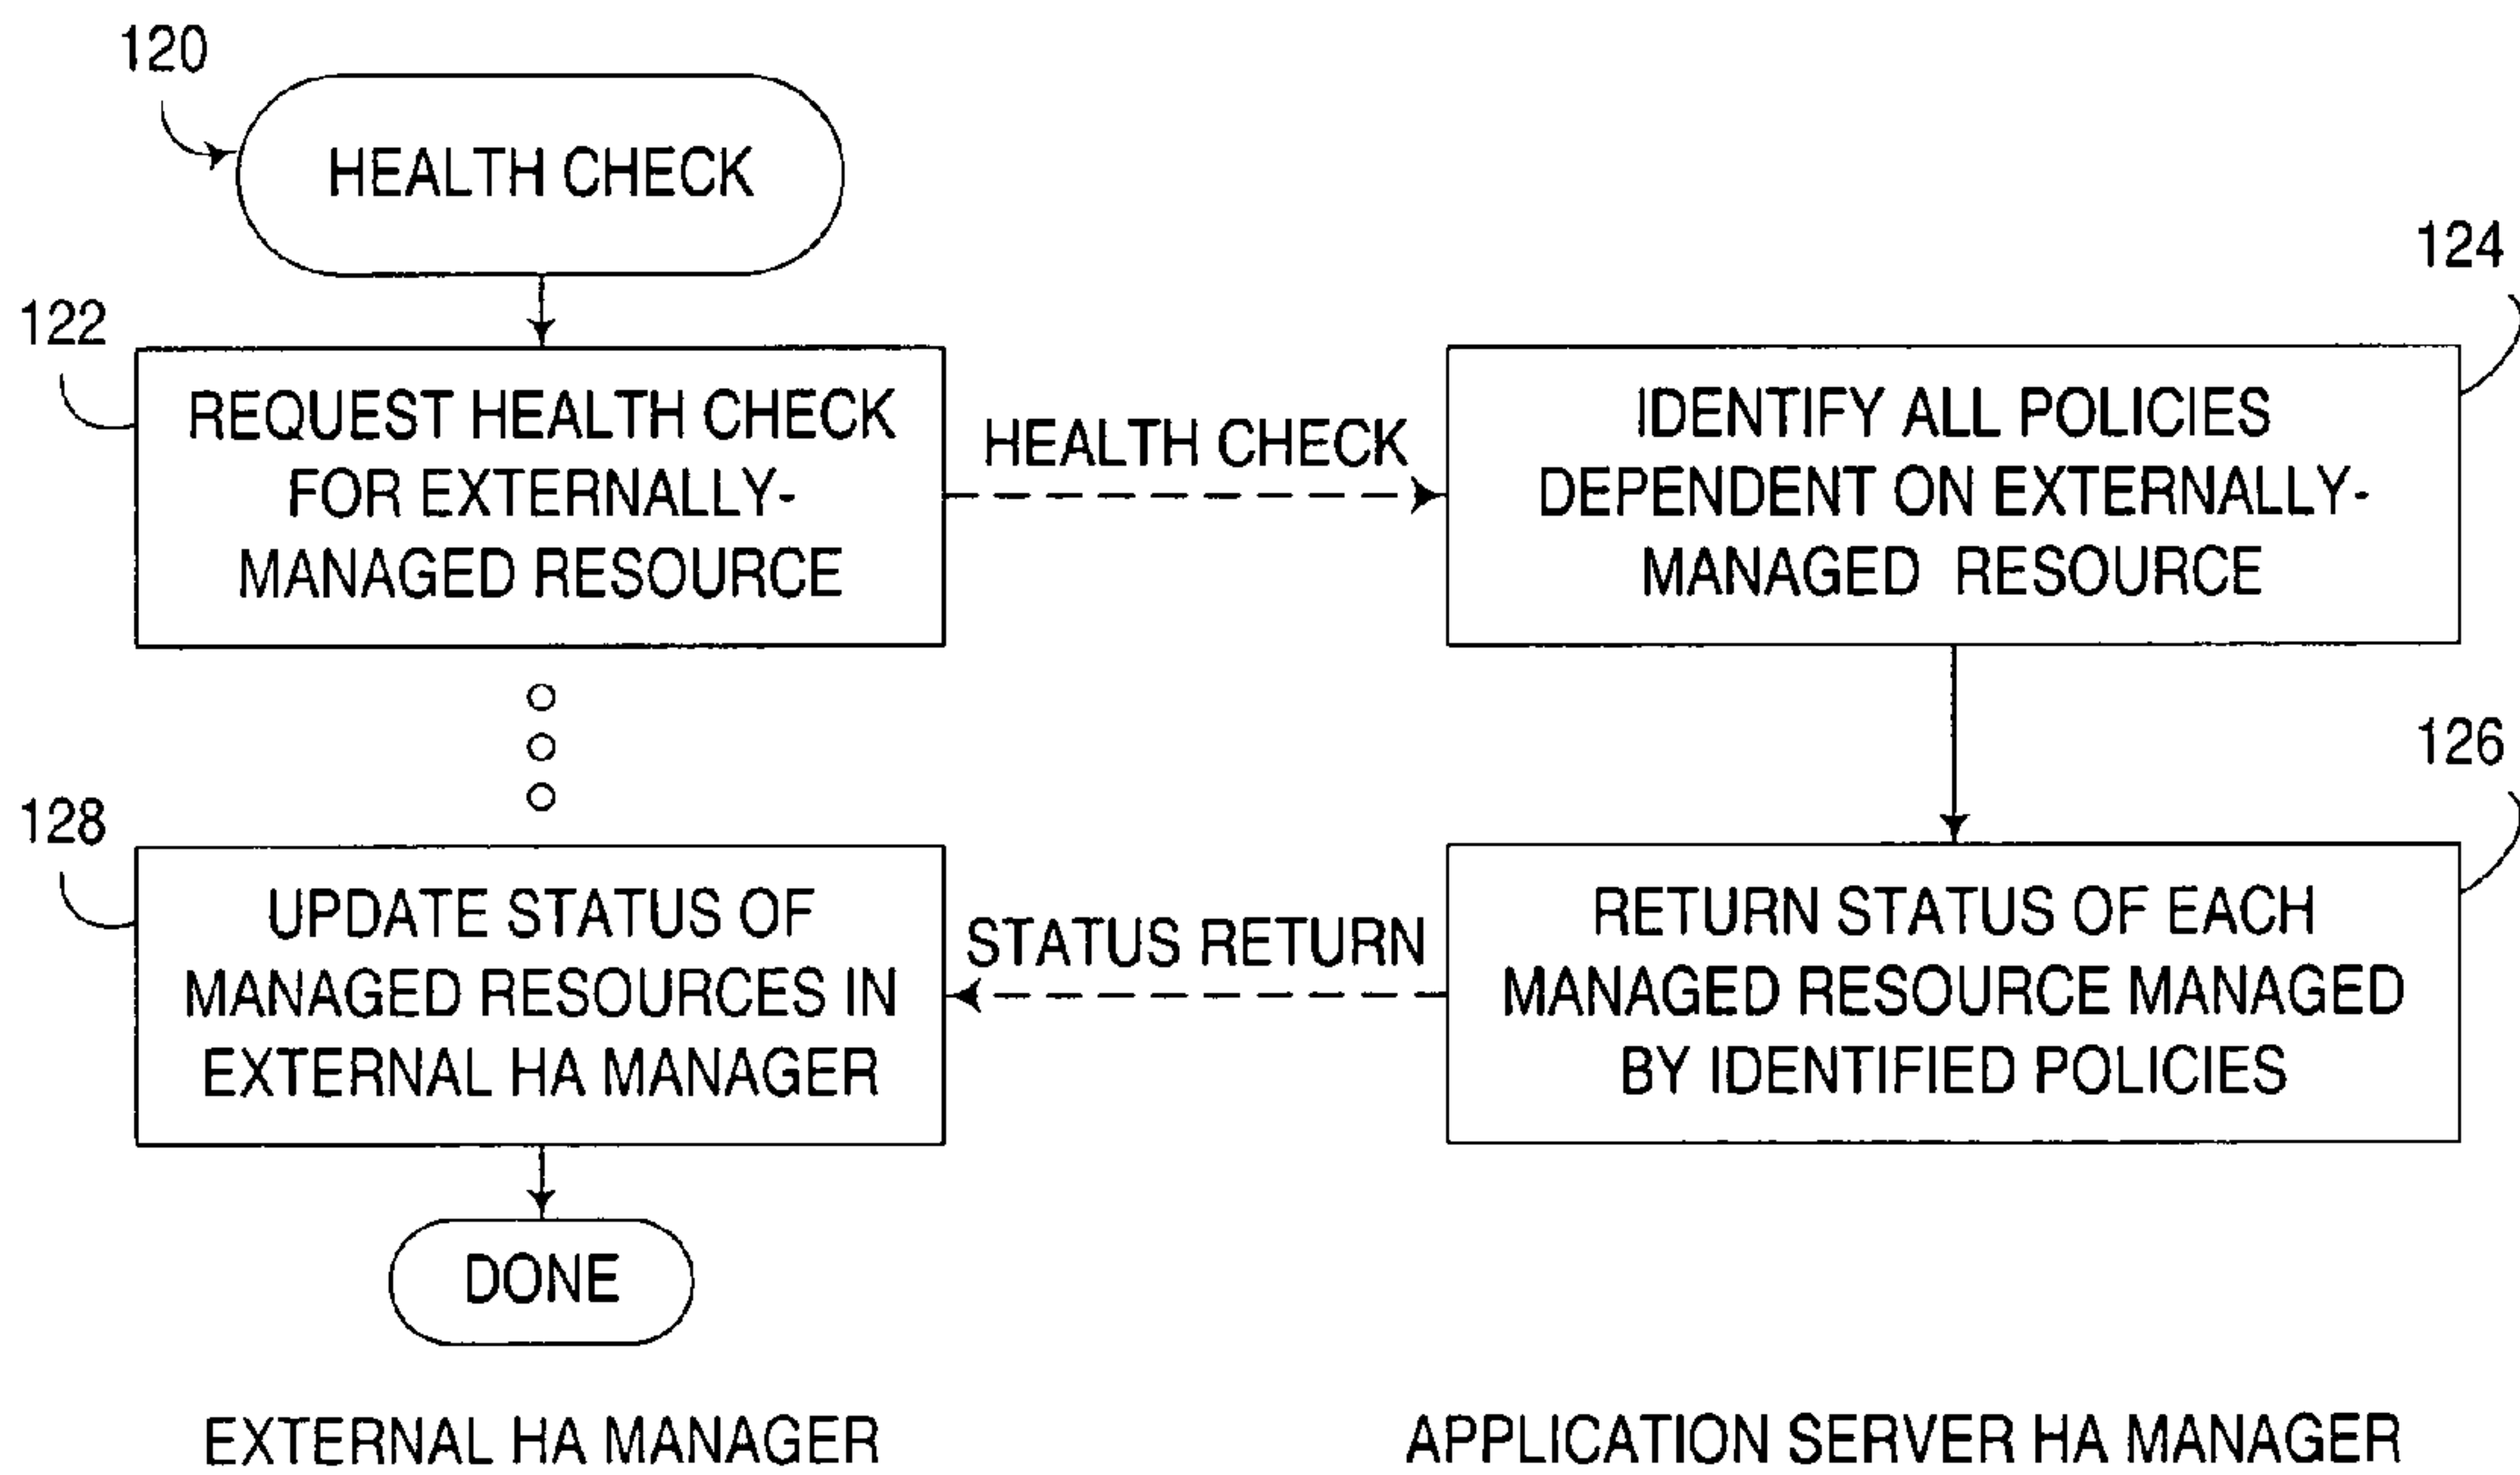 120
HEALTH CHECK
122
REQUEST HEALTH CHECK
FOR EXTERNALLY-
MANAGED RESOURCE
HEALTH CHECK
124
IDENTIFY ALL POLICIES
DEPENDENT ON EXTERNALLY-
MANAGED RESOURCE
126
RETURN STATUS OF EACH
MANAGED RESOURCE MANAGED
BY IDENTIFIED POLICIES
STATUS RETURN
128
UPDATE STATUS OF
MANAGED RESOURCES IN
EXTERNAL HA MANAGER
DONE
EXTERNAL HA MANAGER
APPLICATION SERVER HA MANAGER